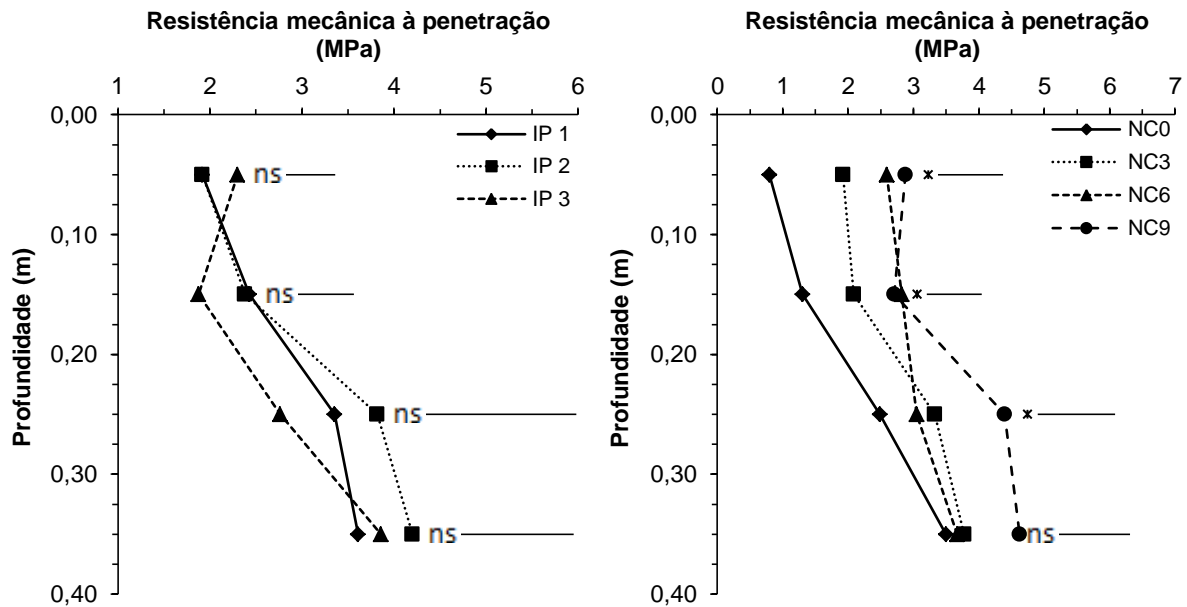 Resistência mecânica à penetração
(MPa)
1 2 3 4 5 6
0,00
0,10
0,20
0,30
0,40
Profundidade (m)
IP 1
IP 2
IP 3
ns
ns
ns
ns
Resistência mecânica à penetração
(MPa)
0 1 2 3 4 5 6 7
0,00
0,10
0,20
0,30
0,40
Profundidade (m)
NC0
NC3
NC6
NC9
*
*
*
ns